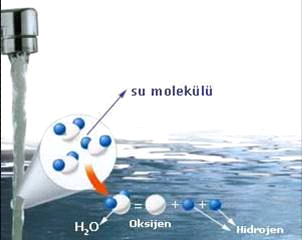 su molekülü
= + +
H₂O Oksijen Hidrojen